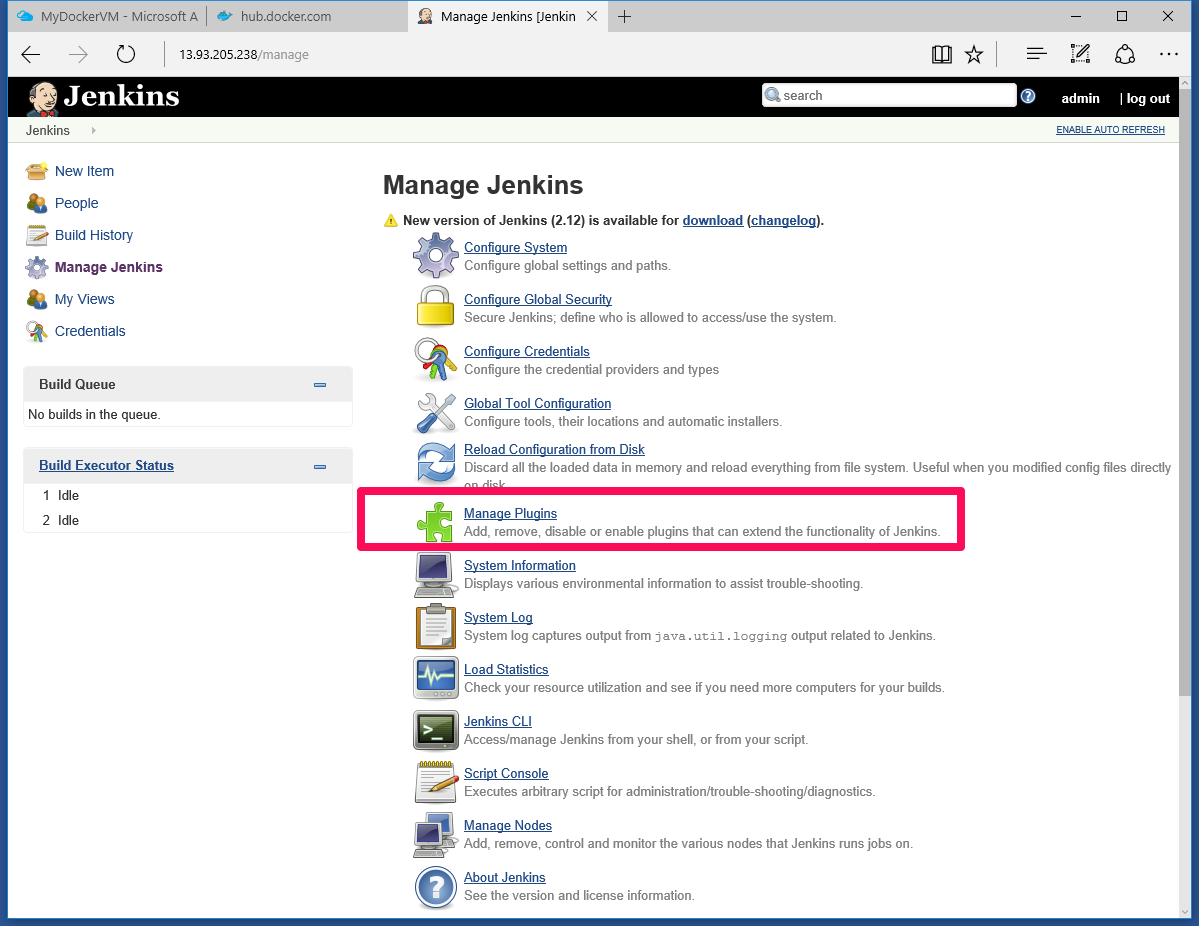 MyDockerVM - Microsoft A
hub.docker.com
Manage Jenkins [Jenkin
13.93.205.238/manage
Jenkins
search
admin
| log out
Jenkins
ENABLE AUTO REFRESH
New Item
People
Build History
Manage Jenkins
My Views
Credentials
Build Queue
No builds in the queue.
Build Executor Status
1 Idle
2 Idle
Manage Jenkins
New version of Jenkins (2.12) is available for download (changelog).
Configure System
Configure global settings and paths.
Configure Global Security
Secure Jenkins; define who is allowed to access/use the system.
Configure Credentials
Configure the credential providers and types
Global Tool Configuration
Configure tools, their locations and automatic installers.
Reload Configuration from Disk
Discard all the loaded data in memory and reload everything from file system. Useful when you modified config files directly
on disk.
Manage Plugins
Add, remove, disable or enable plugins that can extend the functionality of Jenkins.
System Information
Displays various environmental information to assist trouble-shooting.
System Log
System log captures output from java.util.logging output related to Jenkins.
Load Statistics
Check your resource utilization and see if you need more computers for your builds.
Jenkins CLI
Access/manage Jenkins from your shell, or from your script.
Script Console
Executes arbitrary script for administration/trouble-shooting/diagnostics.
Manage Nodes
Add, remove, control and monitor the various nodes that Jenkins runs jobs on.
About Jenkins
See the version and license information.